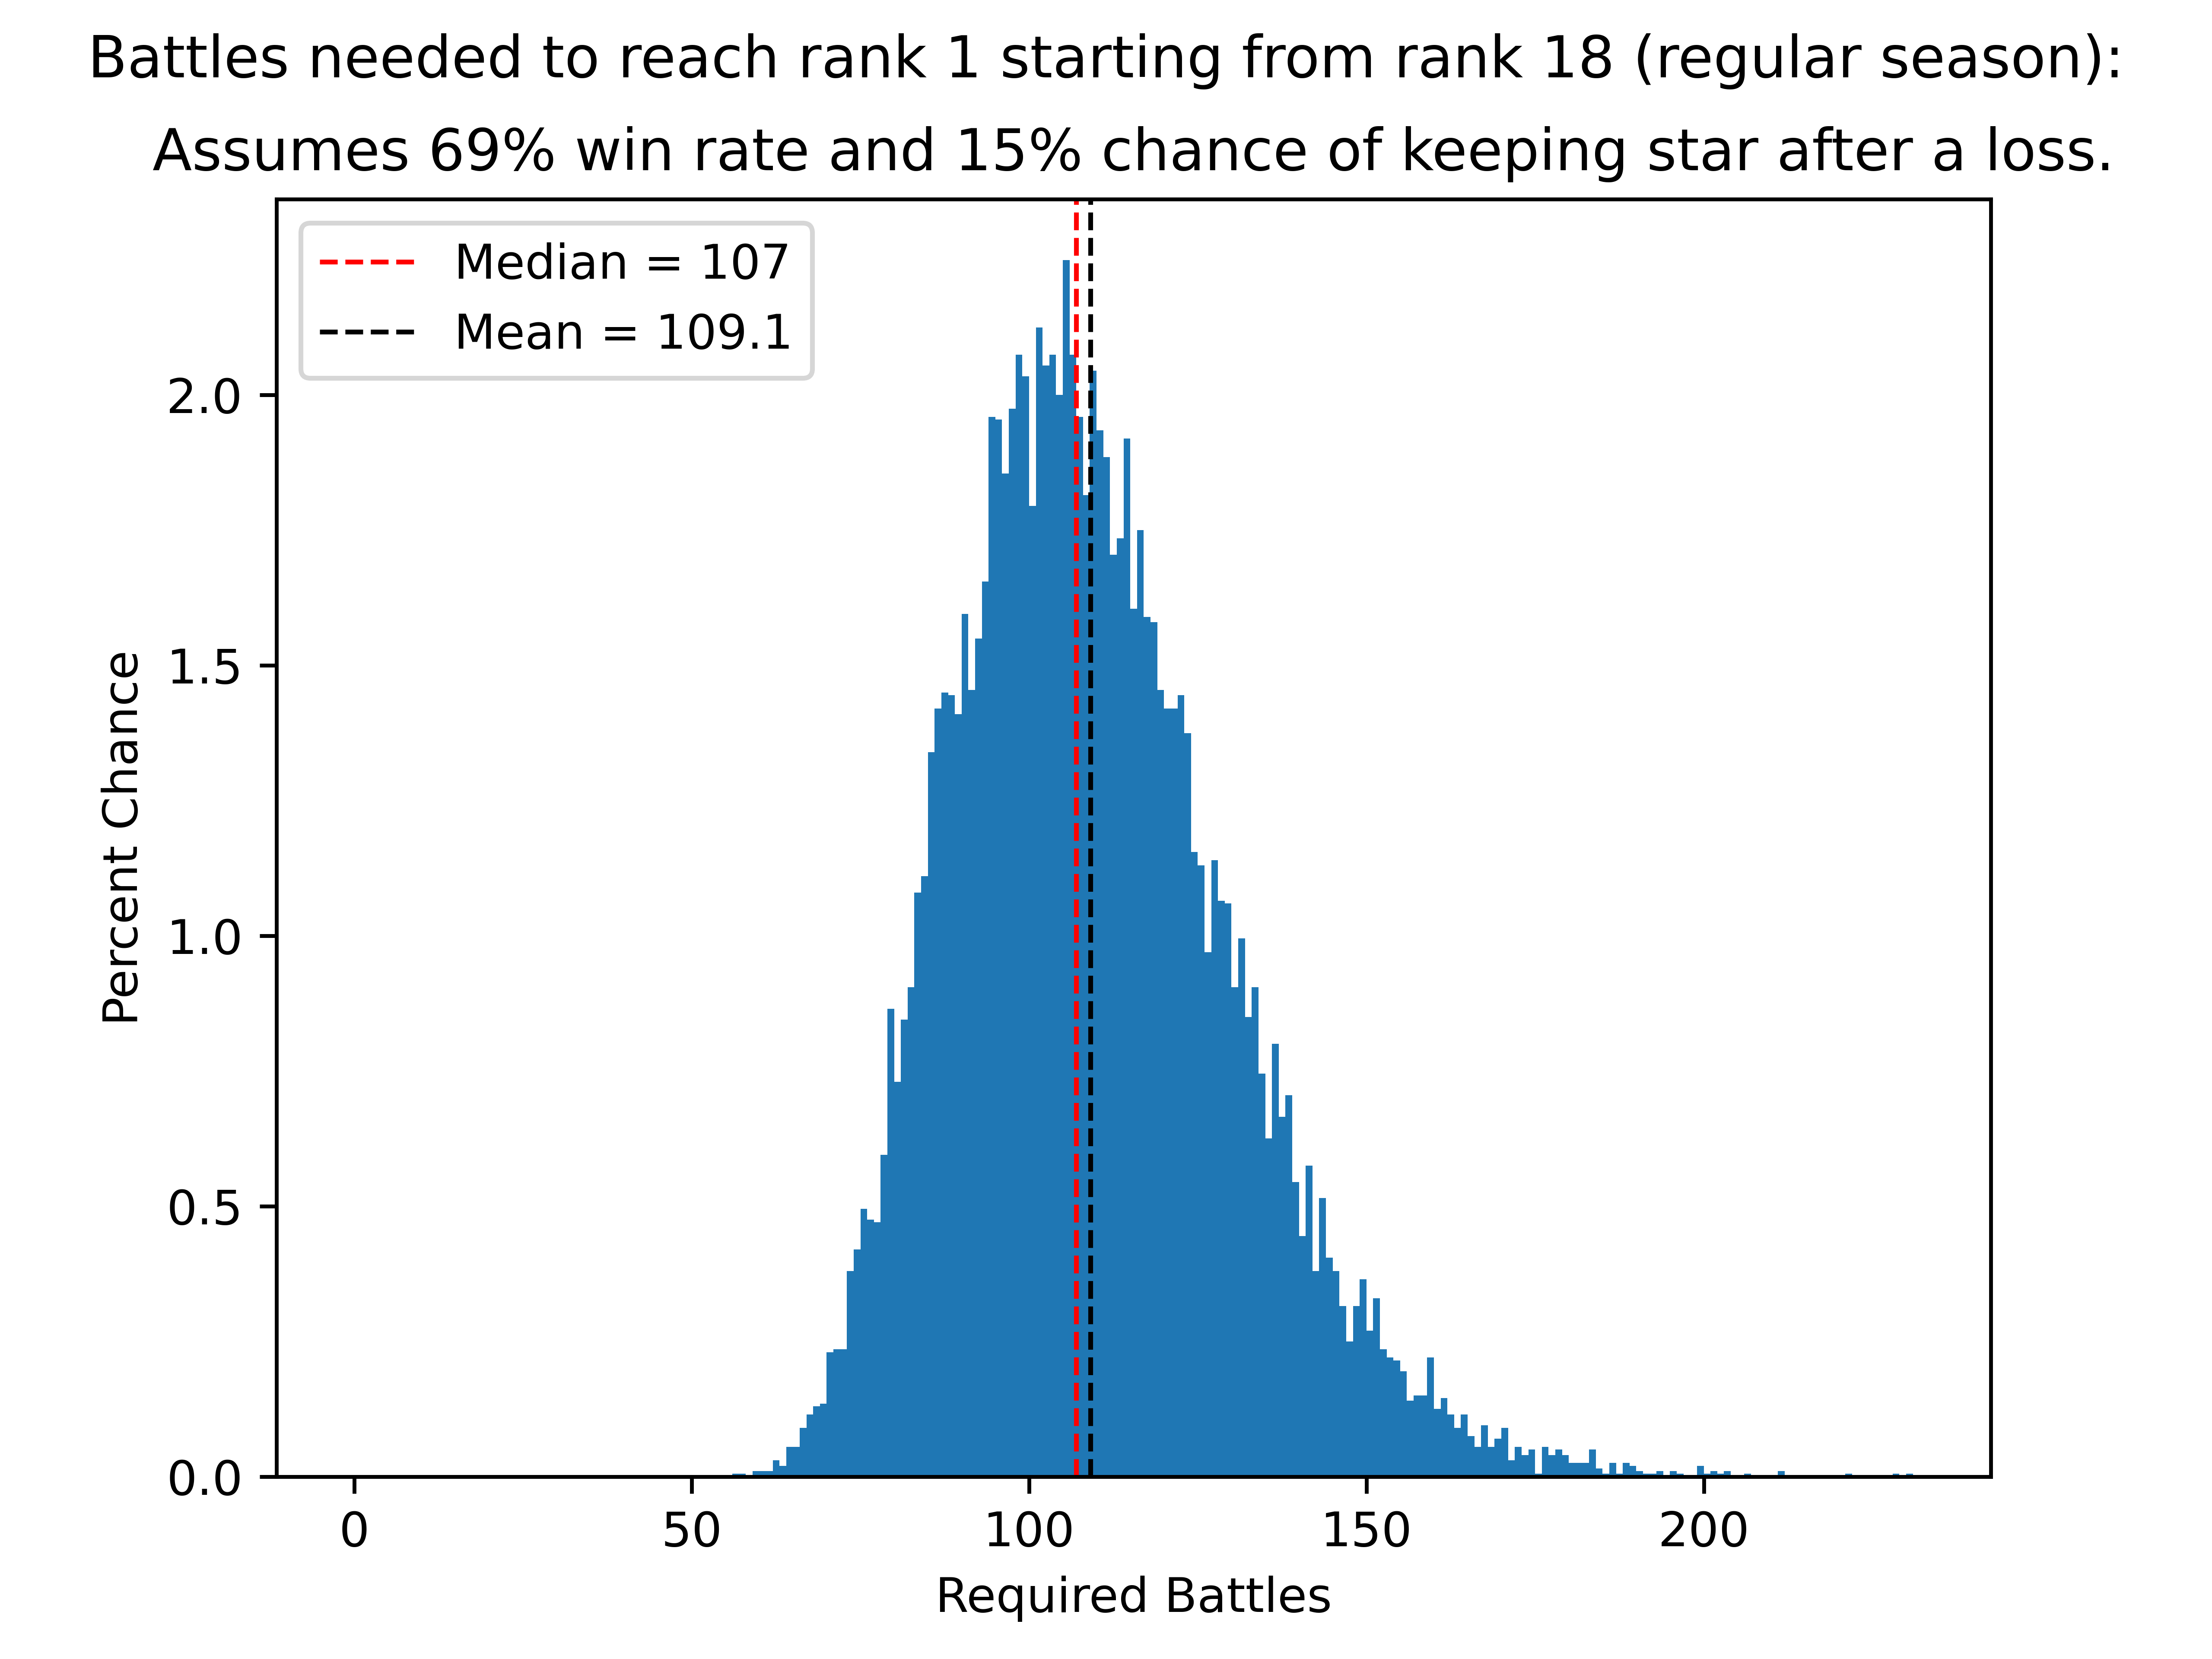 Battles needed to reach rank 1 starting from rank 18 (regular season):
Assumes 69% win rate and 15% chance of keeping star after a loss.
Median = 107
Mean = 109.1
2.0
1.5
1.0
0.5
0.0
Percent Chance
0 50 100 150 200
Required Battles